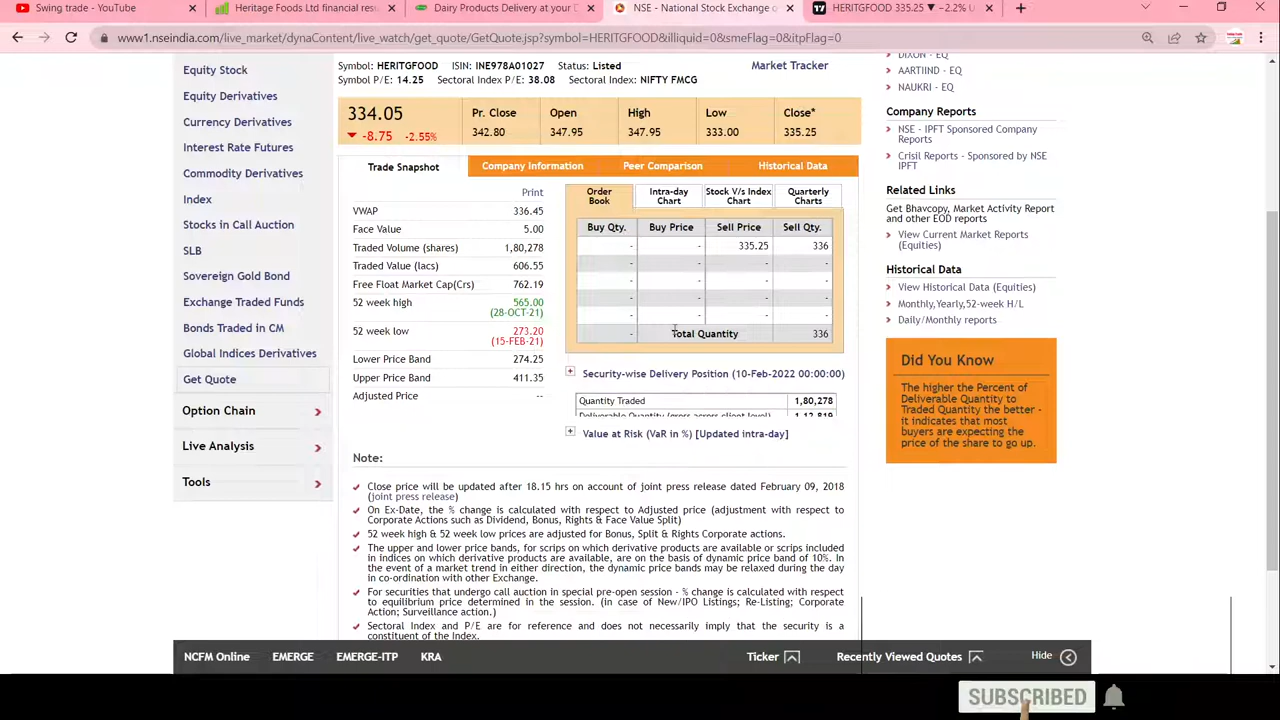 Swing trade - YouTube
Heritage Foods Ltd financial res
Dairy Products Delivery at your D
NSE - National Stock Exchange o
HERITGFOOD 335.25 ▼ −2.2% U
www1.nseindia.com/live_market/dynaContent/live_watch/get_quote/GetQuote.jsp?symbol=HERITGFOOD&illiquid=0&smeFlag=0&itpFlag=0
Equity Stock
Equity Derivatives
Currency Derivatives
Interest Rate Futures
Commodity Derivatives
Index
Stocks in Call Auction
SLB
Sovereign Gold Bond
Exchange Traded Funds
Bonds Traded in CM
Global Indices Derivatives
Get Quote
Option Chain
Live Analysis
Tools
Symbol: HERITGFOOD ISIN: INE978A01027 Status: Listed
Market Tracker
Symbol P/E: 14.25 Sectoral Index P/E: 38.08 Sectoral Index: NIFTY FMCG
334.05 Pr. Close Open High Low Close*
-8.75 -2.55% 342.80 347.95 347.95 333.00 335.25
Trade Snapshot Company Information Peer Comparison Historical Data
Print
VWAP 336.45
Face Value 5.00
Traded Volume (shares) 1,80,278
Traded Value (lacs) 606.55
Free Float Market Cap(Crs) 762.19
52 week high 565.00
(28-OCT-21)
52 week low 273.20
(15-FEB-21)
Lower Price Band 274.25
Upper Price Band 411.35
Adjusted Price --
Order Book
Intra-day Chart
Stock V/s Index Chart
Quarterly Charts
Buy Qty. Buy Price Sell Price Sell Qty.
- - 335.25 336
- - - -
- - - -
- - - -
- - - -
- Total Quantity 336
Security-wise Delivery Position (10-Feb-2022 00:00:00)
Quantity Traded 1,80,278
Deliverable Quantity (gross across client level) 1,12,819
Value at Risk (VaR in %) [Updated intra-day]
Note:
Close price will be updated after 18.15 hrs on account of joint press release dated February 09, 2018
(joint press release)
On Ex-Date, the % change is calculated with respect to Adjusted price (adjustment with respect to
Corporate Actions such as Dividend, Bonus, Rights & Face Value Split)
52 week high & 52 week low prices are adjusted for Bonus, Split & Rights Corporate actions.
The upper and lower price bands, for scrips on which derivative products are available or scrips included
in indices on which derivative products are available, are on the basis of dynamic price band of 10%. In
the event of a market trend in either direction, the dynamic price bands may be relaxed during the day
in co-ordination with other Exchange.
For securities that undergo call auction in special pre-open session - % change is calculated with respect
to equilibrium price determined in the session. (in case of New/IPO Listings; Re-Listing; Corporate
Action; Surveillance action.)
Sectoral Index and P/E are for reference and does not necessarily imply that the security is a
constituent of the Index.
DIXON - EQ
AARTIIND - EQ
NAUKRI - EQ
Company Reports
NSE - IPFT Sponsored Company
Reports
Crisil Reports - Sponsored by NSE
IPFT
Related Links
Get Bhavcopy, Market Activity Report
and other EOD reports
View Current Market Reports
(Equities)
Historical Data
View Historical Data (Equities)
Monthly,Yearly,52-week H/L
Daily/Monthly reports
Did You Know
The higher the Percent of
Deliverable Quantity to
Traded Quantity the better -
it indicates that most
buyers are expecting the
price of the share to go up.
NCFM Online EMERGE EMERGE-ITP KRA Ticker Recently Viewed Quotes Hide
SUBSCRIBED